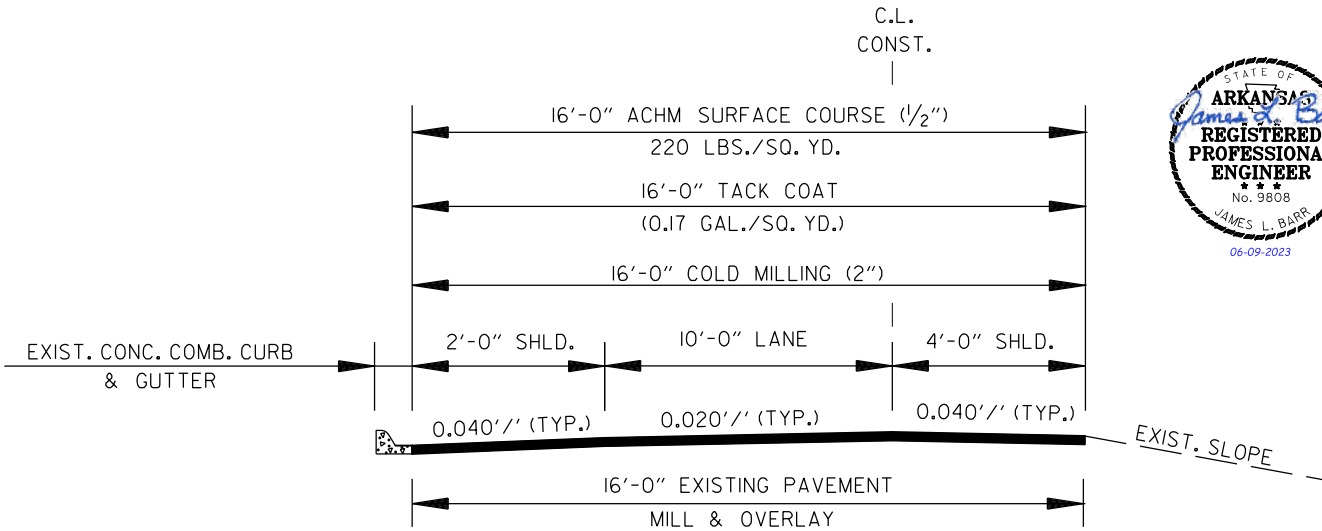 C.L.
CONST.
16'-0" ACHM SURFACE COURSE (1/2")
220 LBS./SQ. YD.
16'-0" TACK COAT
(0.17 GAL./SQ. YD.)
16'-0" COLD MILLING (2")
EXIST. CONC. COMB. CURB
& GUTTER
2'-0" SHLD.
10'-0" LANE
4'-0" SHLD.
0.040'/' (TYP.)
0.020'/' (TYP.)
0.040'/' (TYP.)
EXIST. SLOPE
16'-0" EXISTING PAVEMENT
MILL & OVERLAY
STATE OF
ARKANSAS
James L. Ba
REGISTERED
PROFESSIONA
ENGINEER
★ ★ ★
No. 9808
JAMES L. BARR
06-09-2023